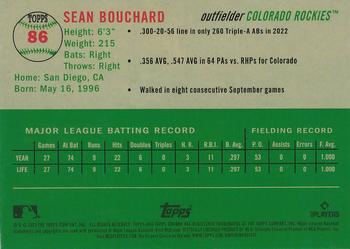 TOPPS
86
SEAN BOUCHARD
outfielder COLORADO ROCKIES™
Height: 6'3"
Weight: 215
Bats: Right
Throws: Right
Home: San Diego, CA
Born: May 16, 1996
• .300-20-56 line in only 260 Triple-A ABs in 2022
• .356 AVG, .547 AVG in 64 PAs vs. RHPs for Colorado
• Walked in eight consecutive September games
MAJOR LEAGUE BATTING RECORD
FIELDING RECORD
Games At Bat Runs Hits Doubles Triples H.R. R.B.I. B. Avg. P.O. Assists Errors F. Avg.
YEAR 27 74 9 22 6 0 3 11 .297 53 0 0 1.000
LIFE 27 74 9 22 6 0 3 11 .297 53 0 0 1.000
TOPPS
PLAYERS